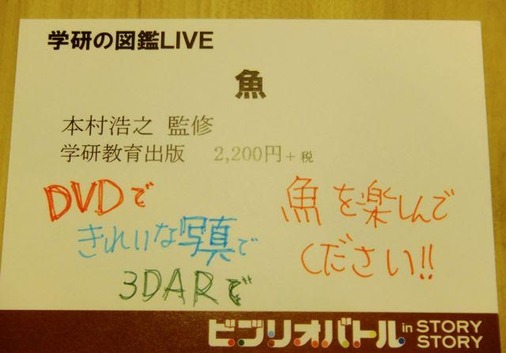 学研の図鑑LIVE
魚
本村浩之 監修
学研教育出版 2,200円+税
DVDで
きれいな写真で
3DARで
魚を楽しんで
ください!!
ビブリオバトル in STORY STORY